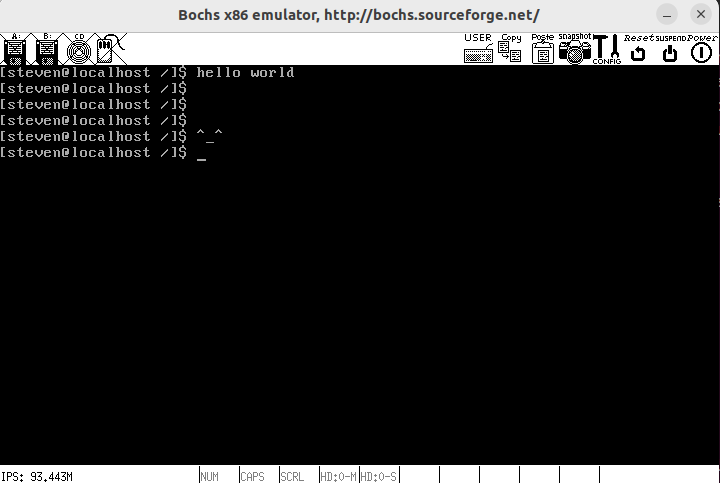 Bochs x86 emulator, http://bochs.sourceforge.net/
A: B: CD USER Copy Paste snapshot CONFIG Reset SUSPEND Power
[steven@localhost /]$ hello world
[steven@localhost /]$
[steven@localhost /]$
[steven@localhost /]$
[steven@localhost /]$ ^_^
[steven@localhost /]$ _
IPS: 93.443M NUM CAPS SCRL HD:0-M HD:0-S